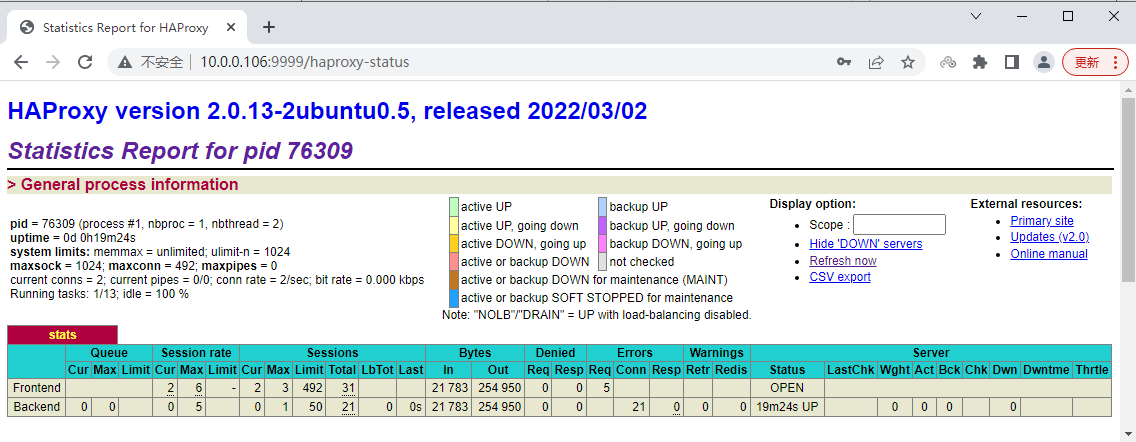 Statistics Report for HAProxy
不安全 10.0.0.106:9999/haproxy-status
更新
HAProxy version 2.0.13-2ubuntu0.5, released 2022/03/02
Statistics Report for pid 76309
> General process information
pid = 76309 (process #1, nbproc = 1, nbthread = 2)
uptime = 0d 0h19m24s
system limits: memmax = unlimited; ulimit-n = 1024
maxsock = 1024; maxconn = 492; maxpipes = 0
current conns = 2; current pipes = 0/0; conn rate = 2/sec; bit rate = 0.000 kbps
Running tasks: 1/13; idle = 100 %
active UP backup UP
active UP, going down backup UP, going down
active DOWN, going up backup DOWN, going up
active or backup DOWN not checked
active or backup DOWN for maintenance (MAINT)
active or backup SOFT STOPPED for maintenance
Note: "NOLB"/"DRAIN" = UP with load-balancing disabled.
Display option:
Scope :
Hide 'DOWN' servers
Refresh now
CSV export
External resources:
Primary site
Updates (v2.0)
Online manual
stats
Queue Session rate Sessions Bytes Denied Errors Warnings Server
Cur Max Limit Cur Max Limit Cur Max Limit Total LbTot Last In Out Req Resp Req Conn Resp Retr Redis Status LastChk Wght Act Bck Chk Dwn Dwntme Thrtle
Frontend 2 6 - 2 3 492 31 21 783 254 950 0 0 5 OPEN
Backend 0 0 0 5 0 1 50 21 0 0s 21 783 254 950 0 0 21 0 0 0 19m24s UP 0 0 0 0